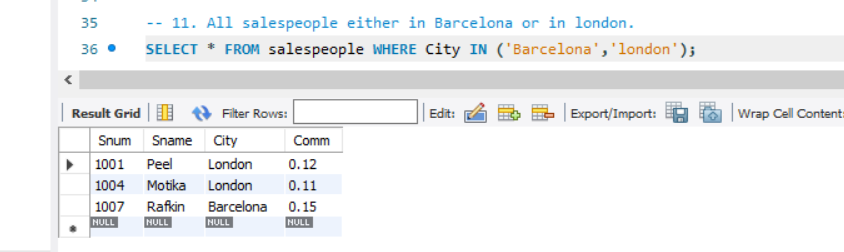 35 -- 11. All salespeople either in Barcelona or in london.
36 SELECT * FROM salespeople WHERE City IN ('Barcelona','london');
Result Grid Filter Rows: Edit: Export/Import: Wrap Cell Content:
Snum Sname City Comm
1001 Peel London 0.12
1004 Motika London 0.11
1007 Rafkin Barcelona 0.15
NULL NULL NULL NULL